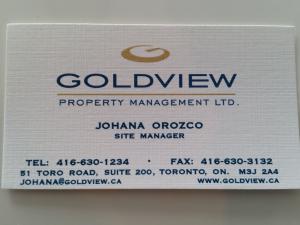 GOLDVIEW
PROPERTY MANAGEMENT LTD.
JOHANA OROZCO
SITE MANAGER
TEL: 416-630-1234 · FAX: 416-630-3132
51 TORO ROAD, SUITE 200, TORONTO, ON. M3J 2A4
JOHANA@GOLDVIEW.CA WWW.GOLDVIEW.CA